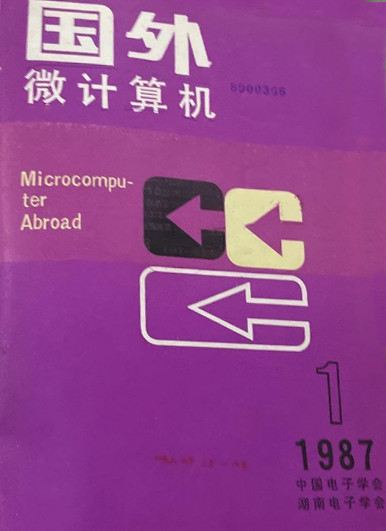 国外
微计算机
Microcompu-
ter
Abroad
1
1987
中国电子学会
湖南电子学会